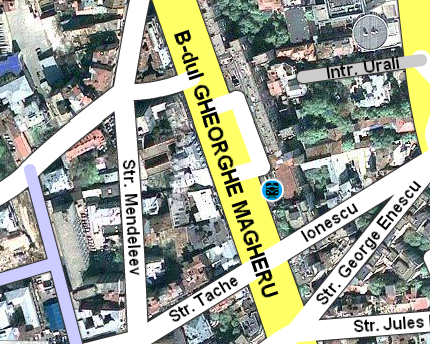 B-dul GHEORGHE MAGHERU
Intr. Urali
Str. Mendeleev
Str. Tache Ionescu
Str. George Enescu
Str. Jules